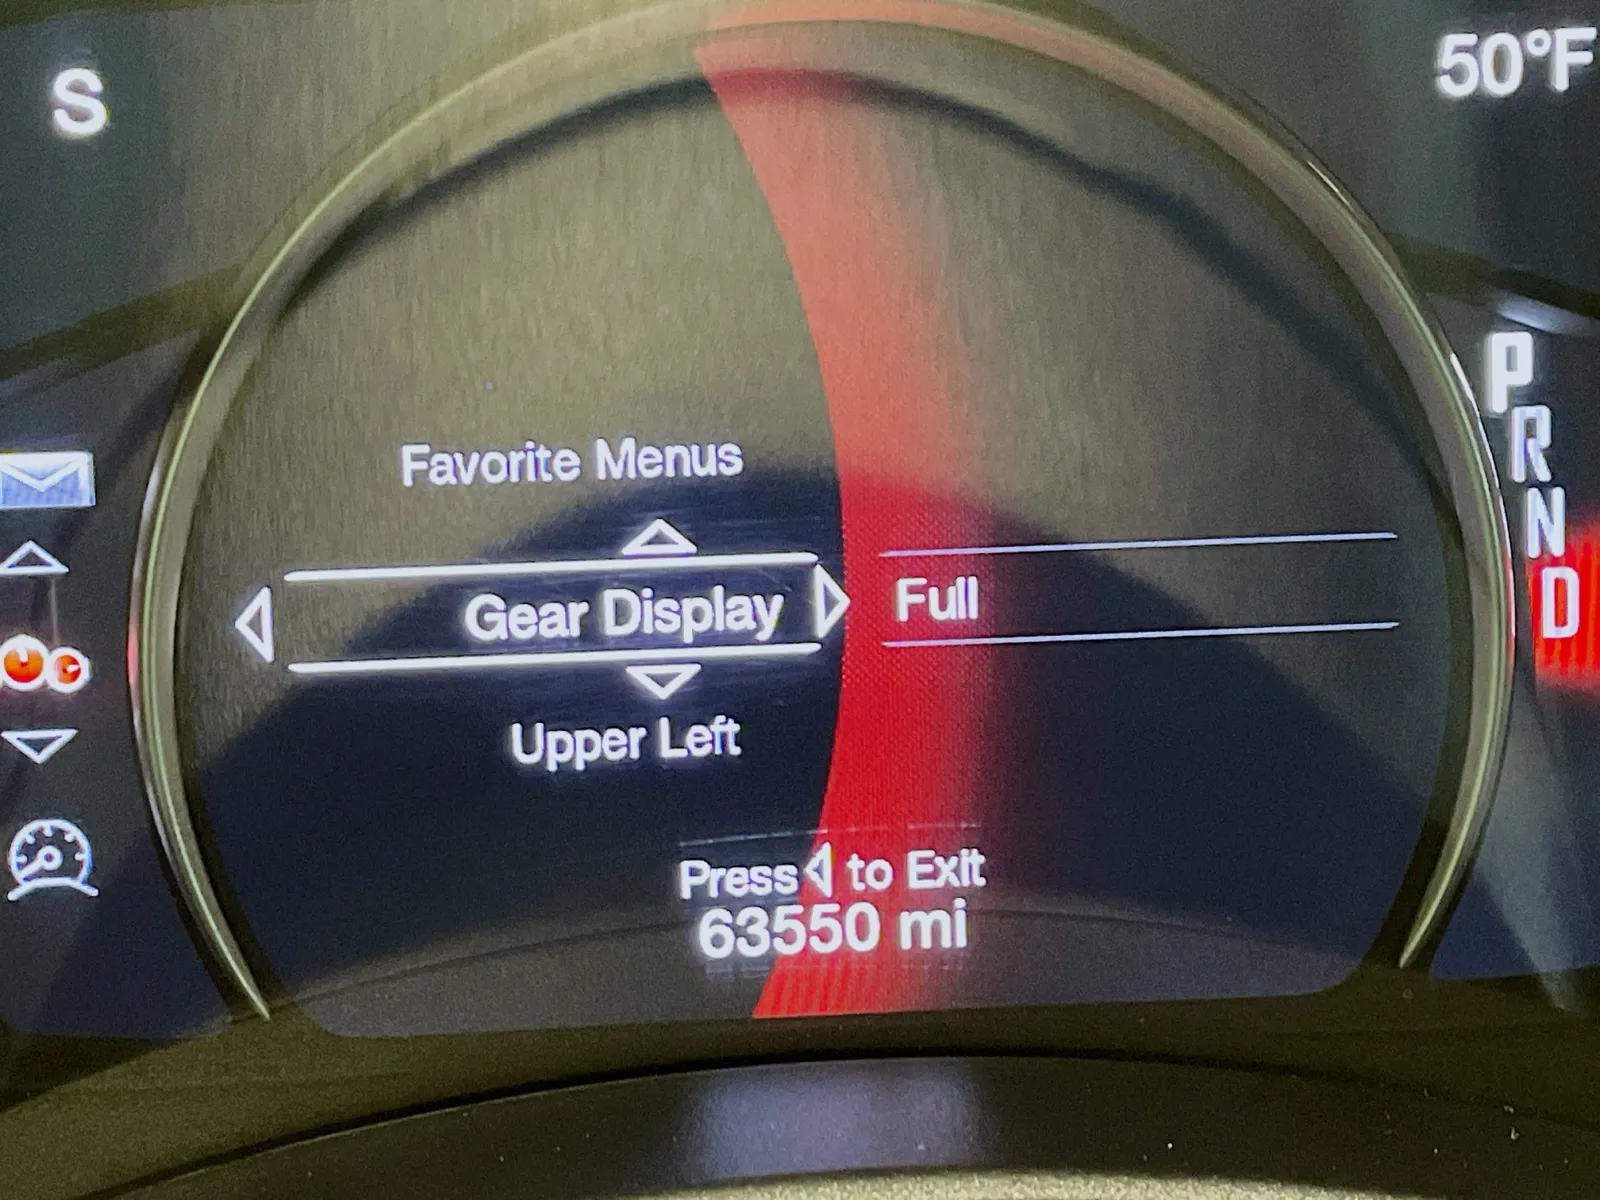 S
50°F
Favorite Menus
Gear Display
Full
Upper Left
Press ◁ to Exit
63550 mi
P
R
N
D